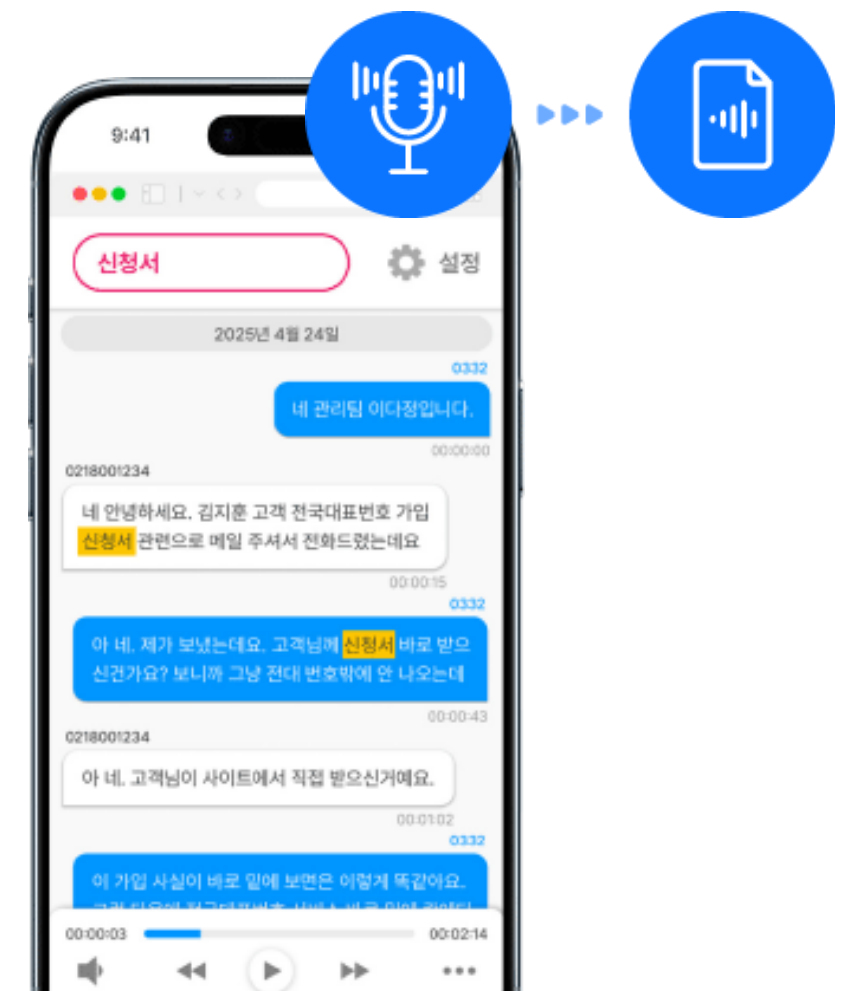 9:41
신청서
설정
2025년 4월 24일
0332
네 관리팀 이다정입니다.
00:00:00
0218001234
네 안녕하세요. 김지훈 고객 전국대표번호 가입
신청서 관련으로 메일 주셔서 전화드렸는데요
00:00:15
0332
아 네. 제가 보냈는데요. 고객님께 신청서 바로 받으
신건가요? 보니까 그냥 전대 번호밖에 안 나오는데
00:00:43
0218001234
아 네. 고객님이 사이트에서 직접 받으신거예요.
00:01:02
0332
이 가입 사실이 바로 밑에 보면은 이렇게 똑같아요.
00:00:03
00:02:14